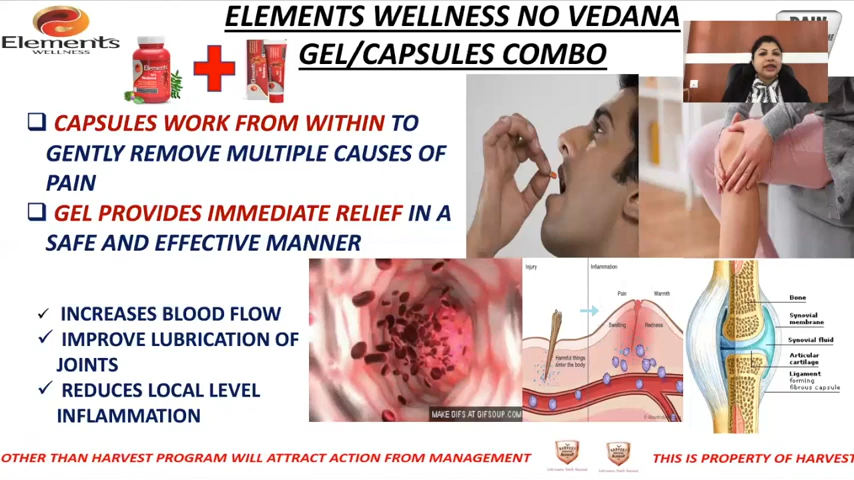 ELEMENTS WELLNESS NO VEDANA
GEL/CAPSULES COMBO
Elements
WELLNESS
PAIN
Elements
❑ CAPSULES WORK FROM WITHIN TO
GENTLY REMOVE MULTIPLE CAUSES OF
PAIN
❑ GEL PROVIDES IMMEDIATE RELIEF IN A
SAFE AND EFFECTIVE MANNER
✓ INCREASES BLOOD FLOW
✓ IMPROVE LUBRICATION OF
JOINTS
✓ REDUCES LOCAL LEVEL
INFLAMMATION
MAKE GIFS AT GIFSOUP.COM
Injury
Inflammation
Pain
Warmth
Swelling
Redness
Harmful things
enter the body
Bone
Synovial
membrane
Synovial fluid
Articular
cartilage
Ligament
forming
fibrous capsule
OTHER THAN HARVEST PROGRAM WILL ATTRACT ACTION FROM MANAGEMENT
THIS IS PROPERTY OF HARVEST